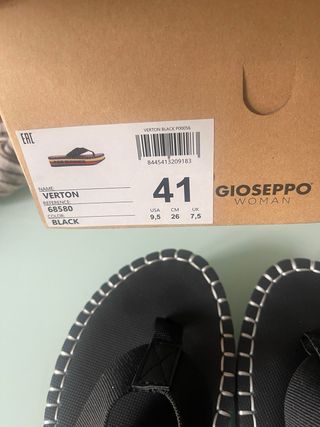 EAC
VERTON BLACK P00056
8445413209183
NAME:
VERTON
REFERENCE:
68580
COLOR:
BLACK
41
USA CM UK
9,5 26 7,5
GIOSEPPO
WOMAN